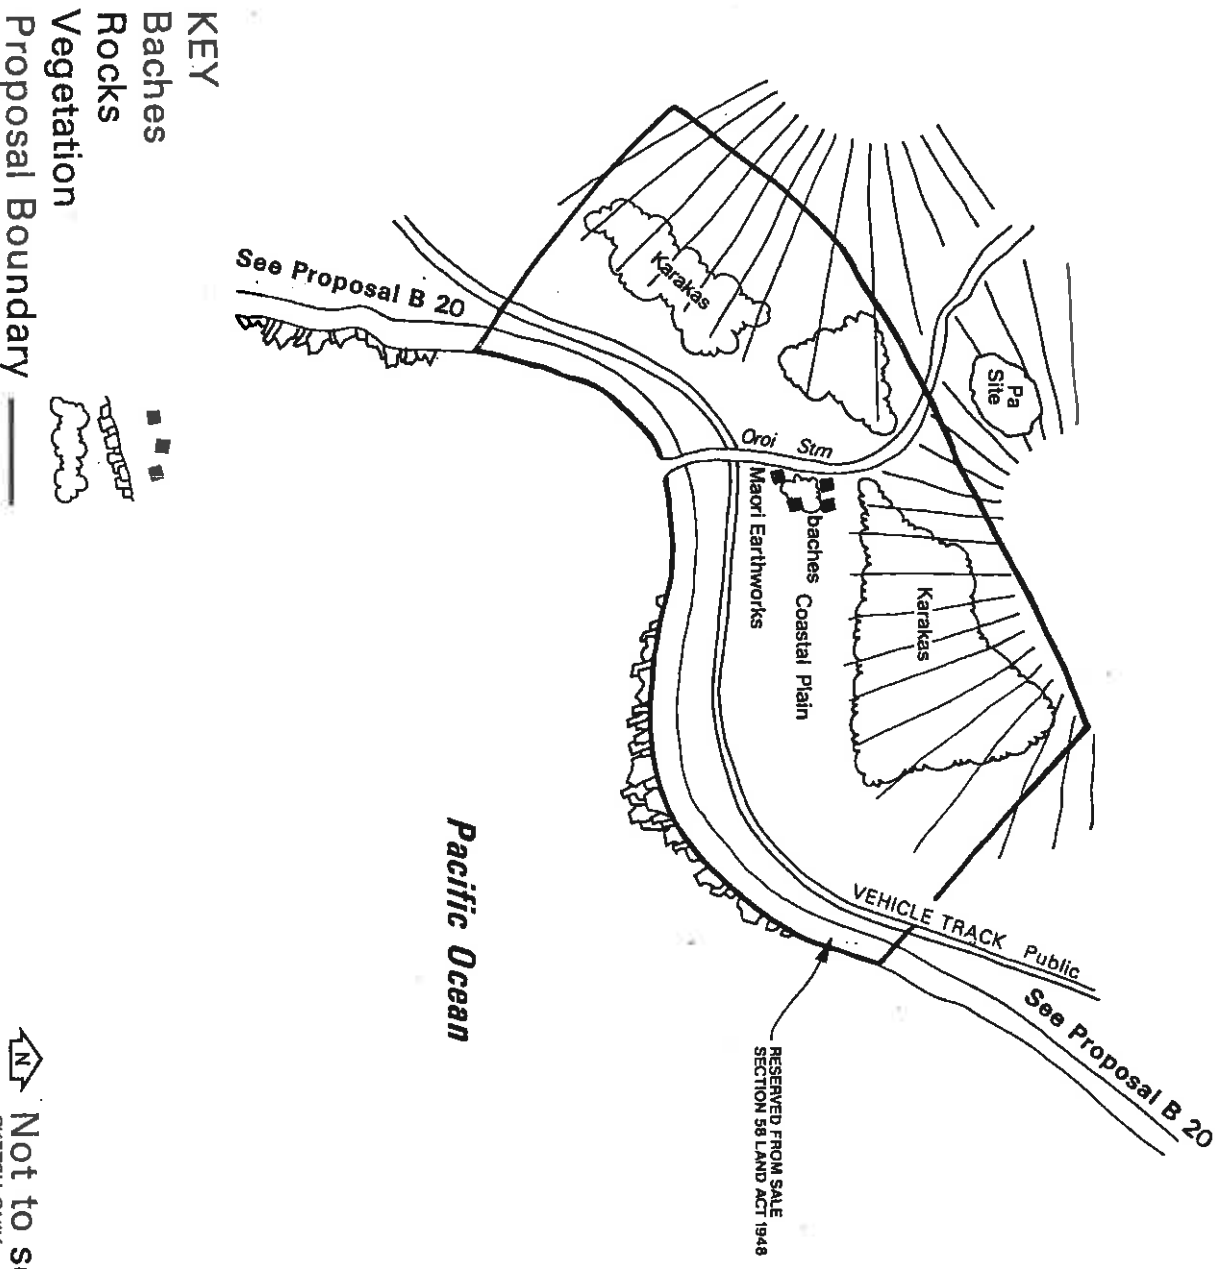 See Proposal B 20
Karakas
Pa
Site
Oroi Stm
Maori Earthworks
baches
Coastal Plain
Karakas
VEHICLE TRACK Public
See Proposal B 20
RESERVED FROM SALE
SECTION 58 LAND ACT 1948
Pacific Ocean
KEY
Baches
Rocks
Vegetation
Proposal Boundary
N
Not to